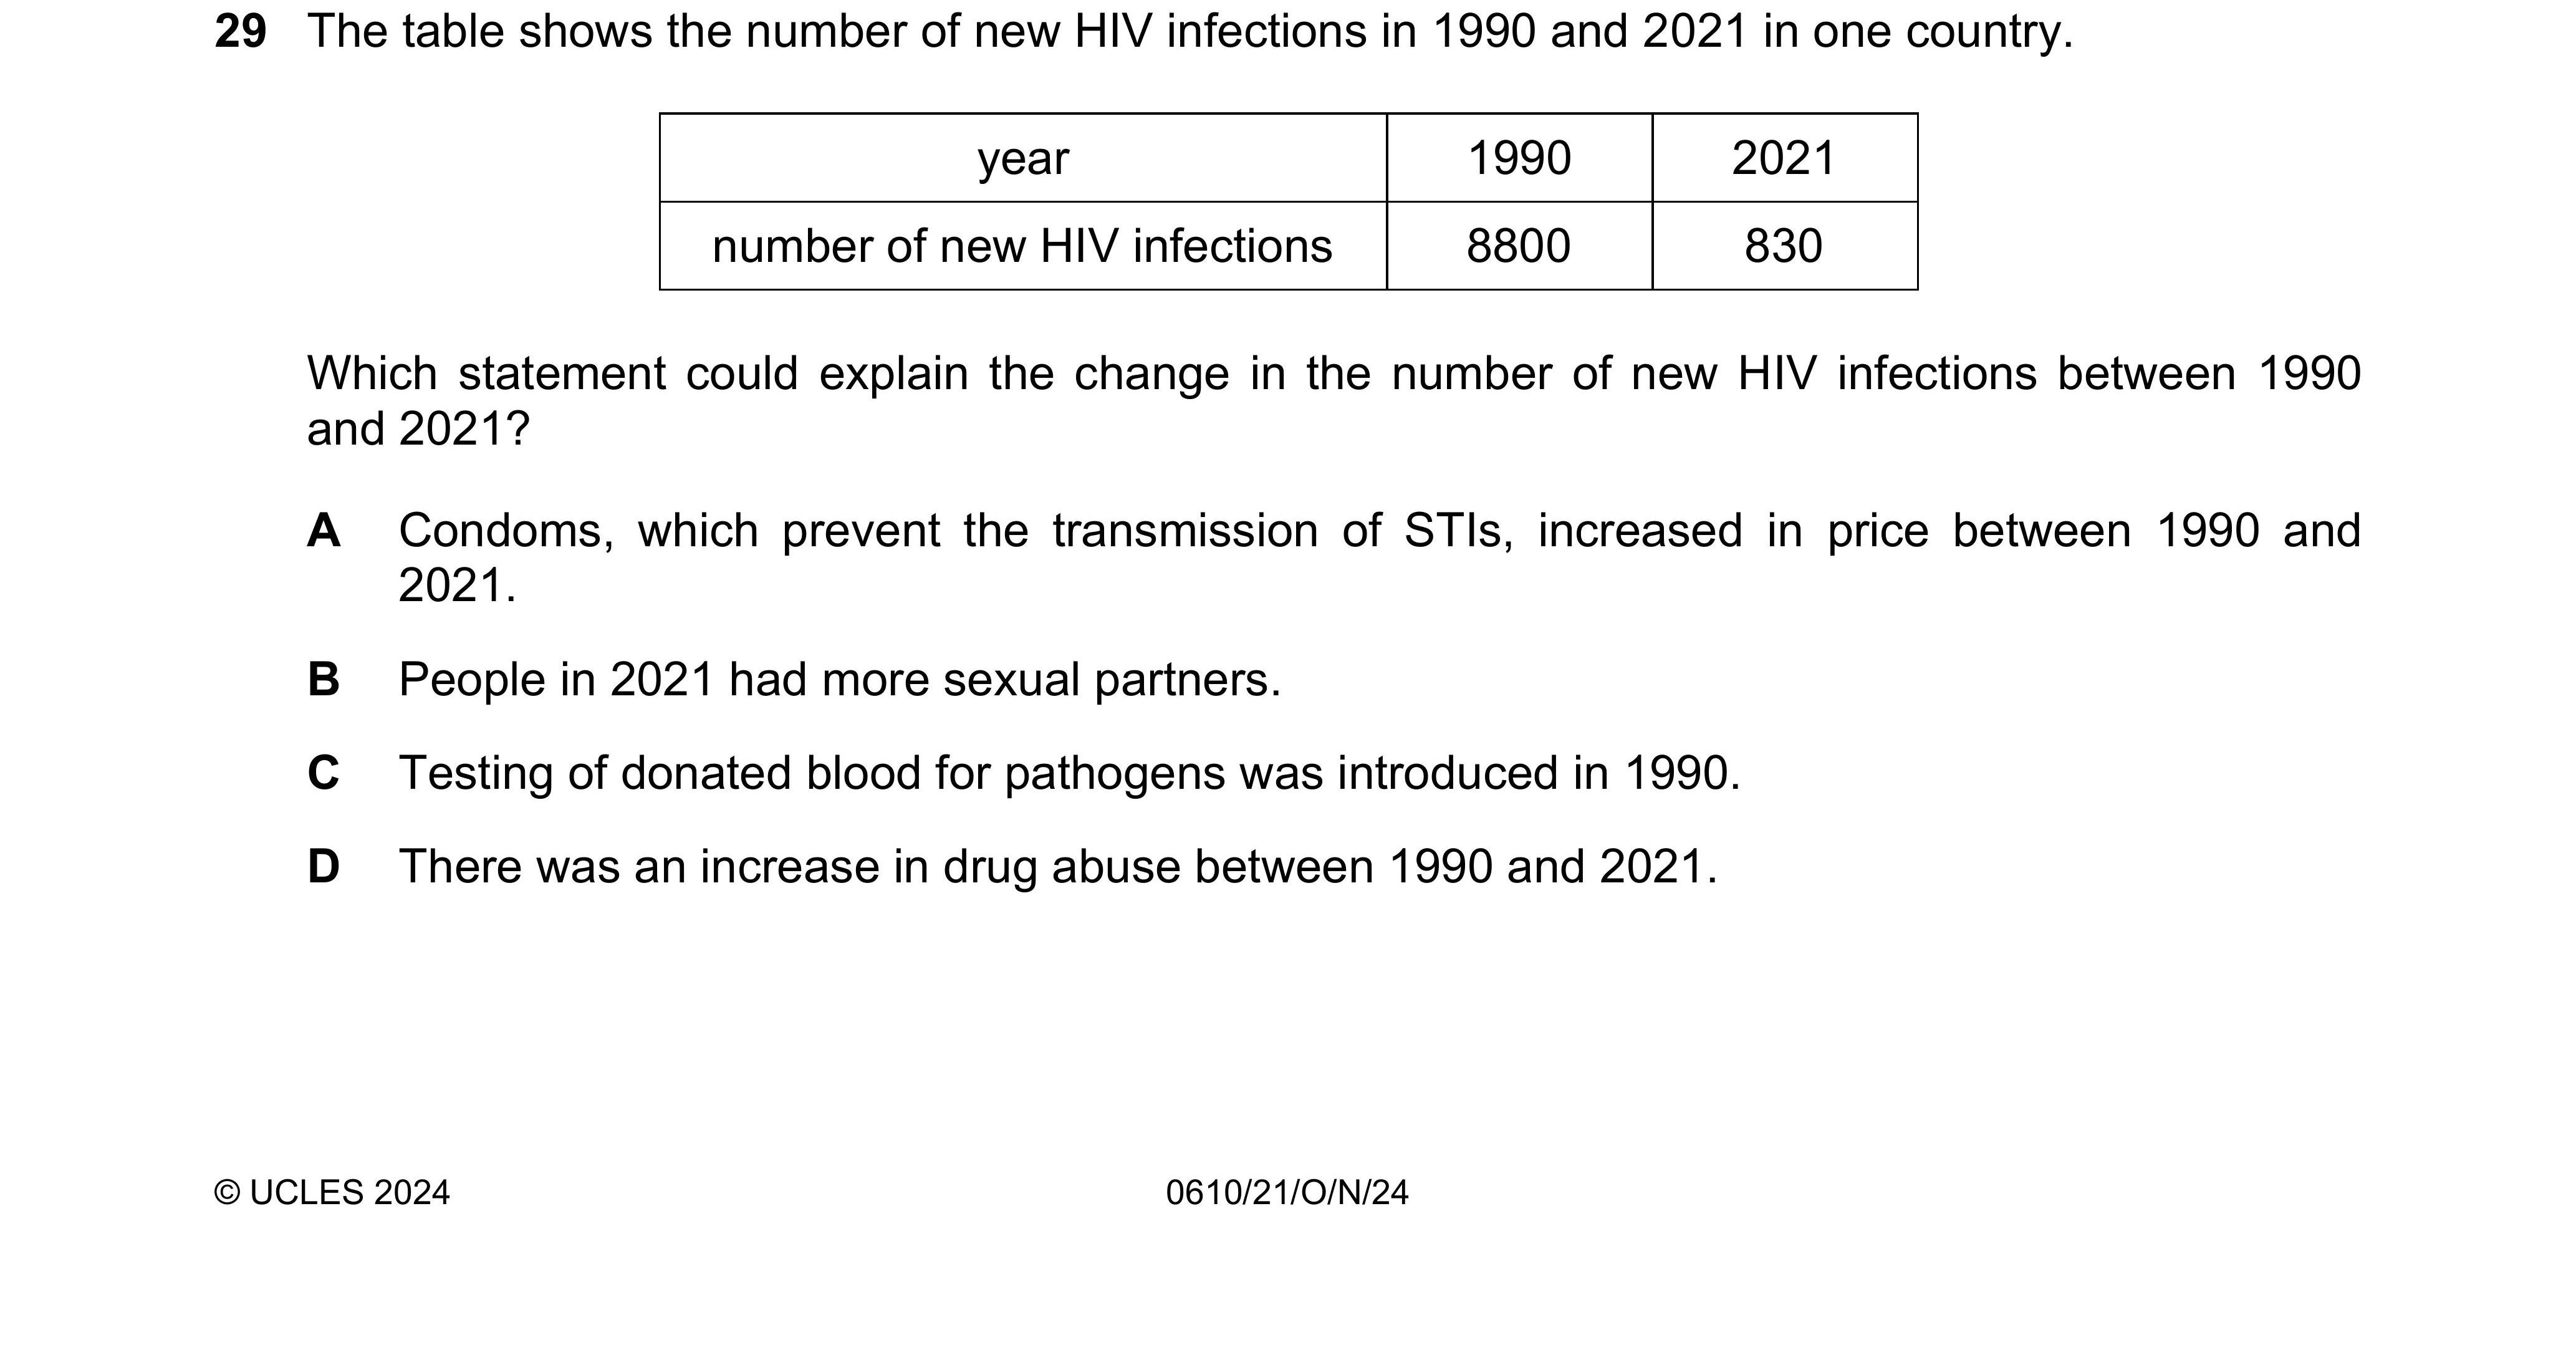 29 The table shows the number of new HIV infections in 1990 and 2021 in one country.
year 1990 2021
number of new HIV infections 8800 830
Which statement could explain the change in the number of new HIV infections between 1990
and 2021?
A Condoms, which prevent the transmission of STIs, increased in price between 1990 and
2021.
B People in 2021 had more sexual partners.
C Testing of donated blood for pathogens was introduced in 1990.
D There was an increase in drug abuse between 1990 and 2021.
© UCLES 2024 0610/21/O/N/24